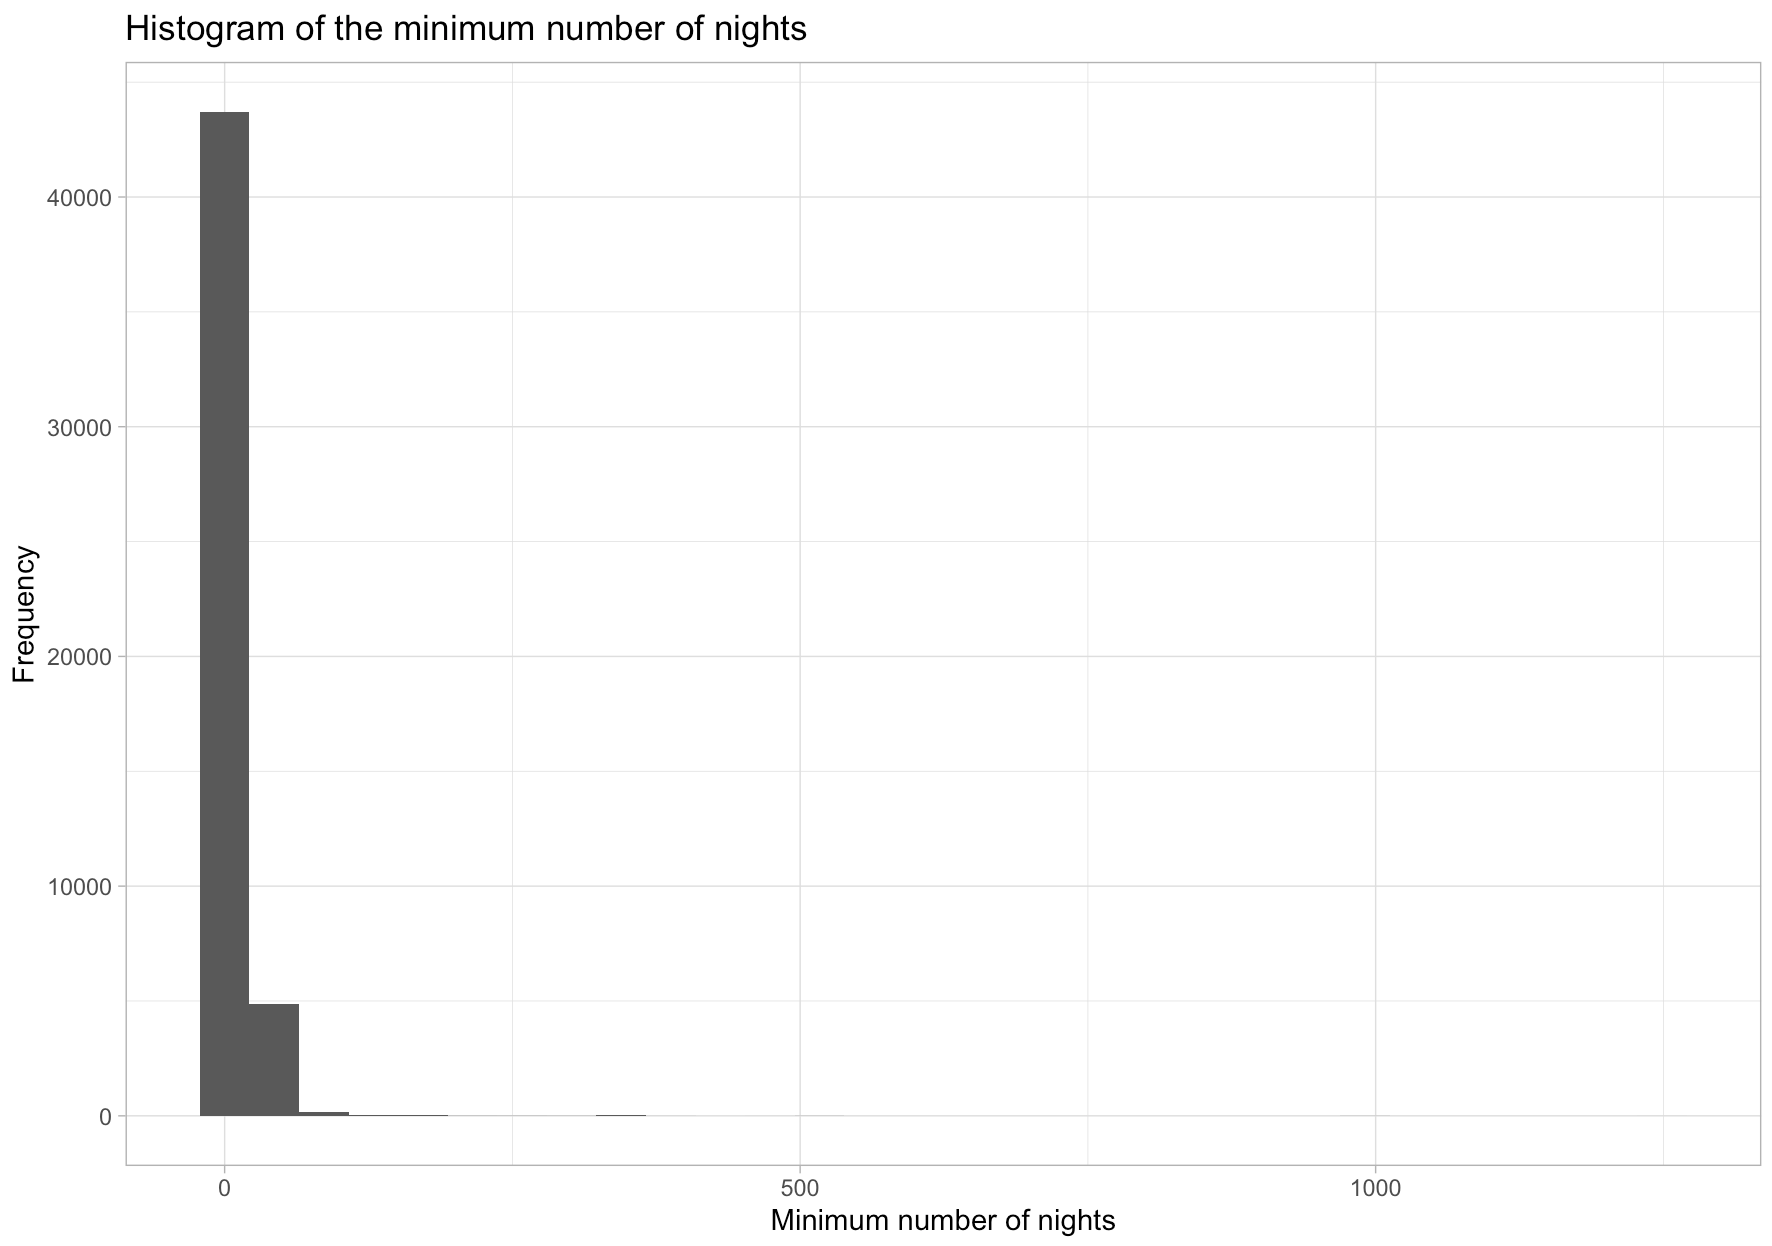 Histogram of the minimum number of nights
Frequency
40000
30000
20000
10000
0
0 500 1000
Minimum number of nights